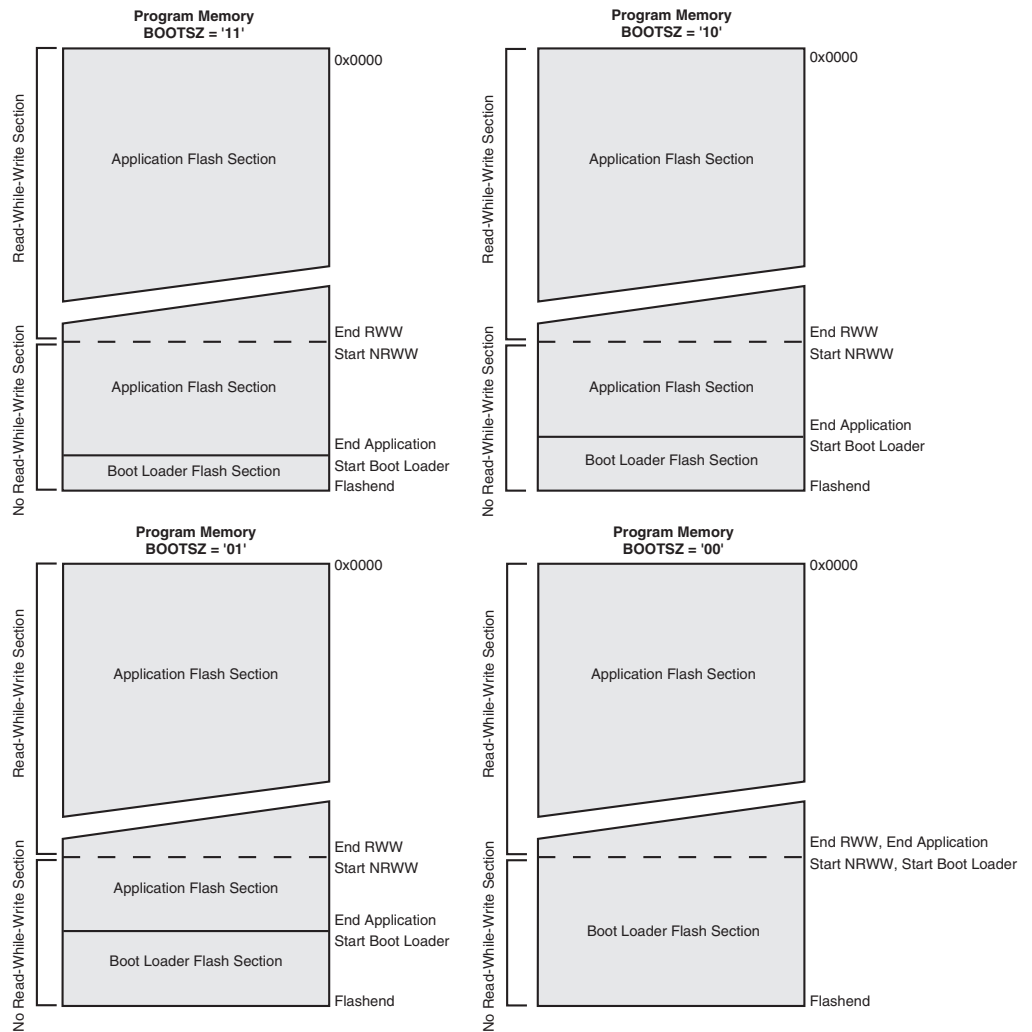 Program Memory
BOOTSZ = '11'
0x0000
Read-While-Write Section
Application Flash Section
End RWW
Start NRWW
No Read-While-Write Section
Application Flash Section
End Application
Start Boot Loader
Boot Loader Flash Section
Flashend
Program Memory
BOOTSZ = '10'
0x0000
Read-While-Write Section
Application Flash Section
End RWW
Start NRWW
No Read-While-Write Section
Application Flash Section
End Application
Start Boot Loader
Boot Loader Flash Section
Flashend
Program Memory
BOOTSZ = '01'
0x0000
Read-While-Write Section
Application Flash Section
End RWW
Start NRWW
No Read-While-Write Section
Application Flash Section
End Application
Start Boot Loader
Boot Loader Flash Section
Flashend
Program Memory
BOOTSZ = '00'
0x0000
Read-While-Write Section
Application Flash Section
End RWW, End Application
Start NRWW, Start Boot Loader
No Read-While-Write Section
Boot Loader Flash Section
Flashend